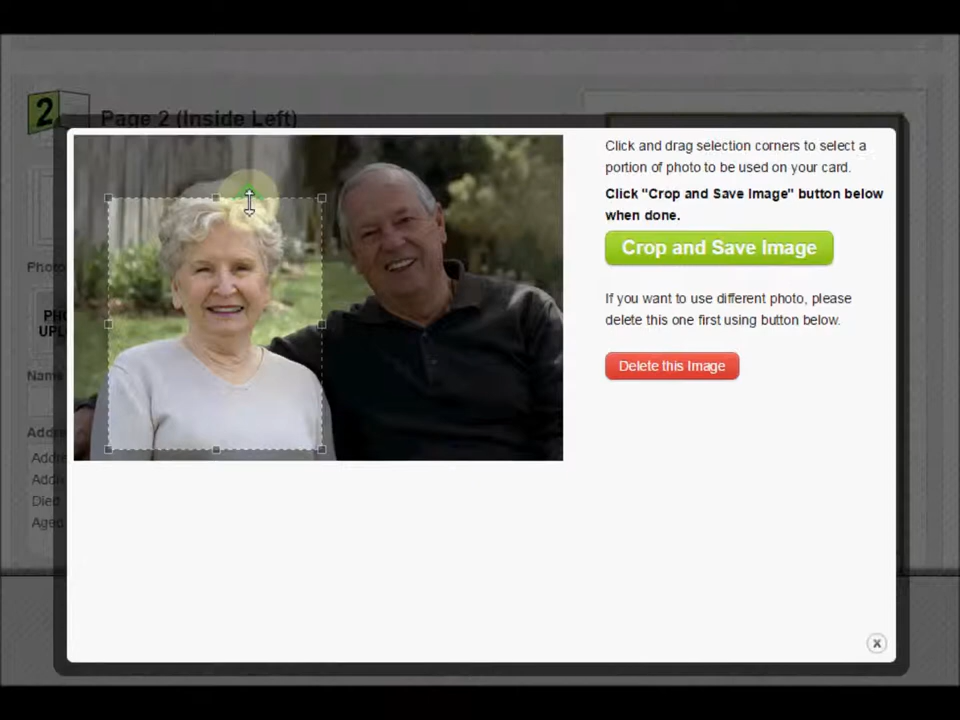 2
Page 2 (Inside Left)
Click and drag selection corners to select a
portion of photo to be used on your card.
Click "Crop and Save Image" button below
when done.
Crop and Save Image
If you want to use different photo, please
delete this one first using button below.
Delete this Image
Photo
Name
Died
Aged
x